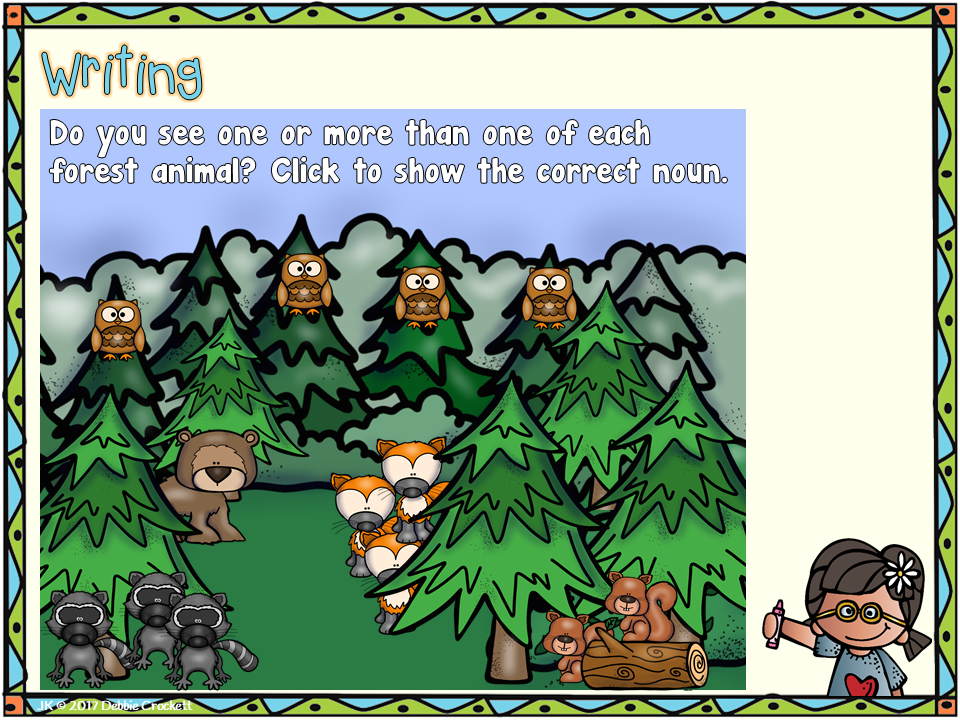 Writing
Do you see one or more than one of each
forest animal? Click to show the correct noun.
JK © 2017 Debbie Crockett